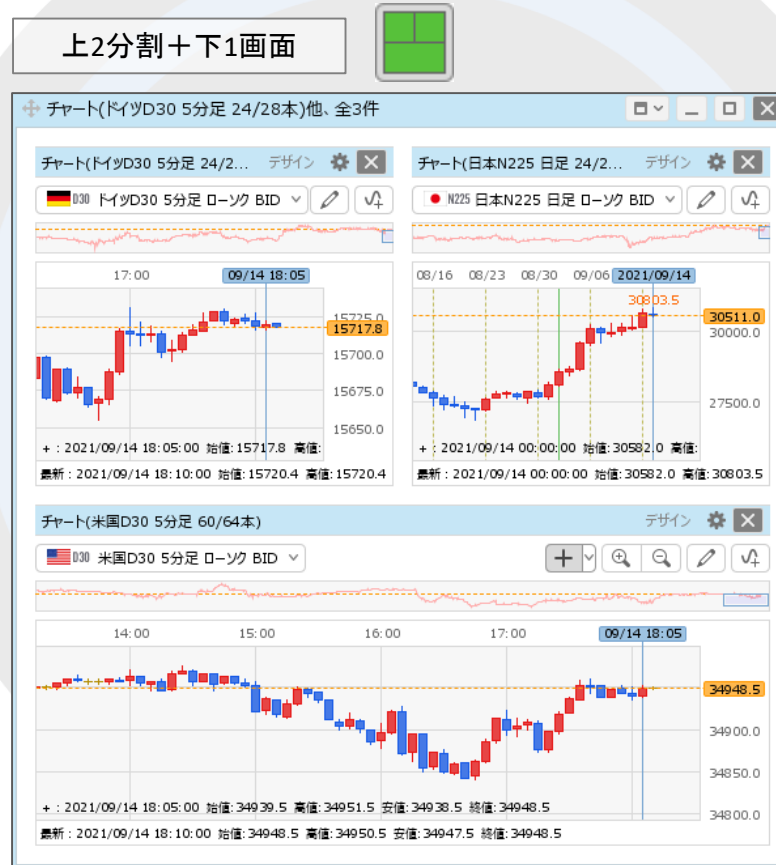 上2分割＋下1画面
チャート(ドイツD30 5分足 24/28本)他、全3件
チャート(ドイツD30 5分足 24/2... デザイン
チャート(日本N225 日足 24/2... デザイン
D30 ドイツD30 5分足 ローソク BID
N225 日本N225 日足 ローソク BID
17:00 09/14 18:05
08/16 08/23 08/30 09/06 2021/09/14
30803.5
15725.0
15717.8
15700.0
15675.0
15650.0
30511.0
30000.0
27500.0
+ : 2021/09/14 18:05:00 始値:15717.8 高値:
+ : 2021/09/14 00:00:00 始値:30582.0 高値:
最新 : 2021/09/14 18:10:00 始値:15720.4 高値:15720.4
最新 : 2021/09/14 00:00:00 始値:30582.0 高値:30803.5
チャート(米国D30 5分足 60/64本) デザイン
D30 米国D30 5分足 ローソク BID
14:00 15:00 16:00 17:00 09/14 18:05
34948.5
34900.0
34850.0
34800.0
+ : 2021/09/14 18:05:00 始値:34939.5 高値:34951.5 安値:34938.5 終値:34948.5
最新 : 2021/09/14 18:10:00 始値:34948.5 高値:34950.5 安値:34947.5 終値:34948.5